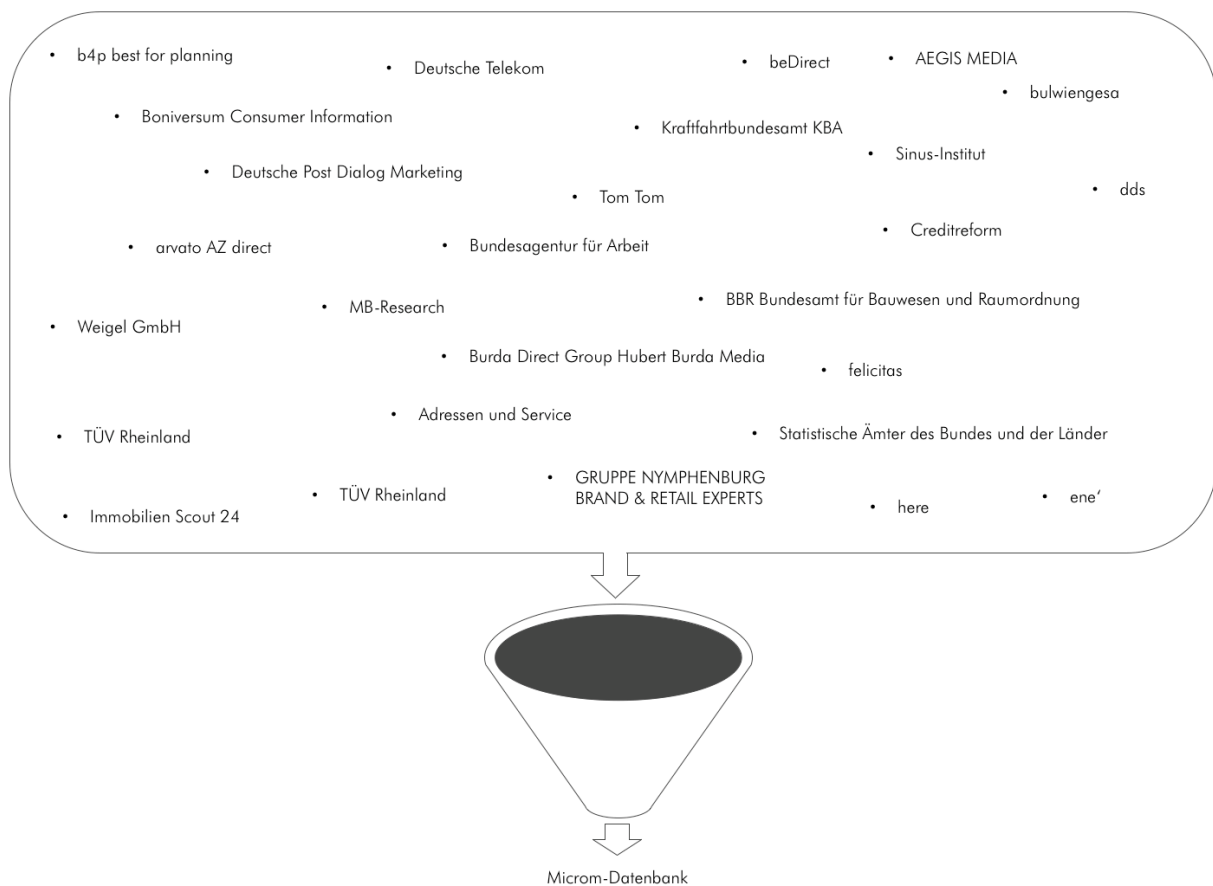 b4p best for planning
Deutsche Telekom
beDirect
AEGIS MEDIA
bulwiengesa
Boniversum Consumer Information
Kraftfahrtbundesamt KBA
Sinus-Institut
Deutsche Post Dialog Marketing
Tom Tom
dds
Creditreform
arvato AZ direct
Bundesagentur für Arbeit
MB-Research
BBR Bundesamt für Bauwesen und Raumordnung
Weigel GmbH
Burda Direct Group Hubert Burda Media
felicitas
Adressen und Service
TÜV Rheinland
Statistische Ämter des Bundes und der Länder
GRUPPE NYMPHENBURG
BRAND & RETAIL EXPERTS
TÜV Rheinland
here
ene‘
Immobilien Scout 24
Microm-Datenbank